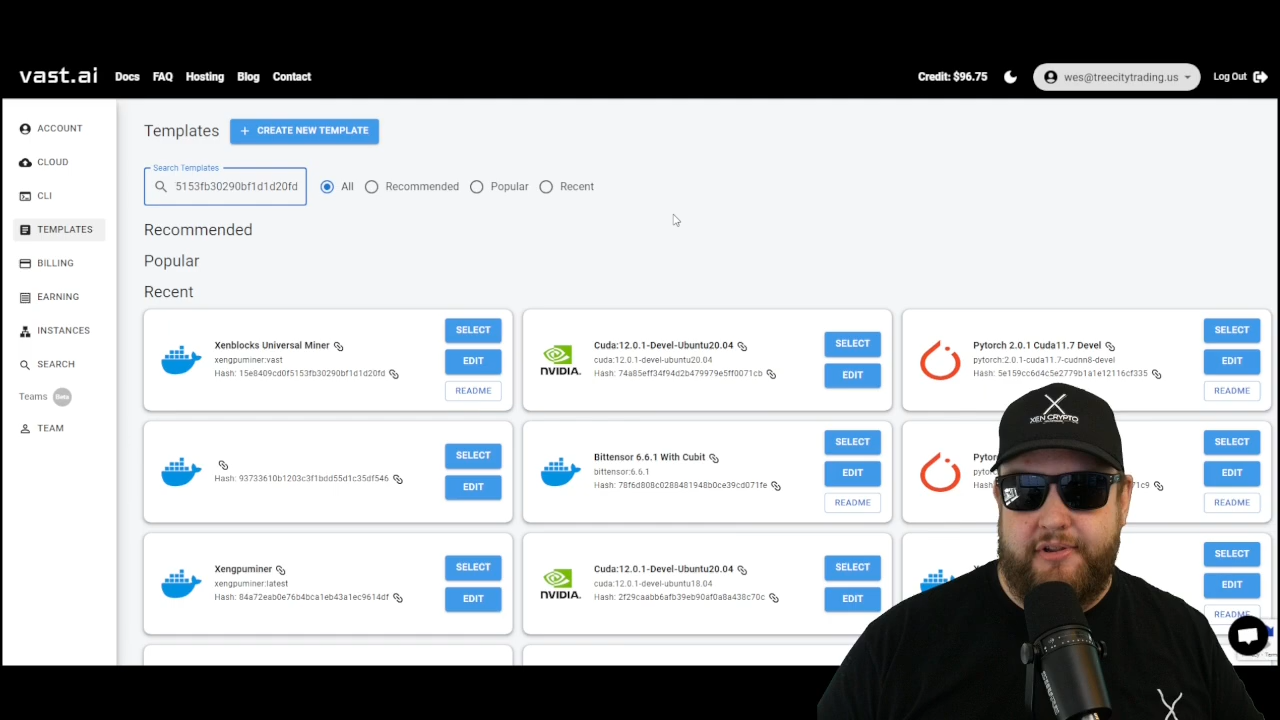 vast.ai
Docs FAQ Hosting Blog Contact
Credit: $96.75
wes@treecitytrading.us
Log Out
ACCOUNT
CLOUD
CLI
TEMPLATES
BILLING
EARNING
INSTANCES
SEARCH
Teams Beta
TEAM
Templates
+ CREATE NEW TEMPLATE
Search Templates
5153fb30290bf1d1d20fd
All Recommended Popular Recent
Recommended
Popular
Recent
Xenblocks Universal Miner
xengpuminer:vast
Hash: 15e8409cd0f5153fb30290bf1d1d20fd
SELECT
EDIT
README
Cuda:12.0.1-Devel-Ubuntu20.04
cuda:12.0.1-devel-ubuntu20.04
Hash: 74a85eff34f94d2b479979e5ff0071cb
SELECT
EDIT
Pytorch 2.0.1 Cuda11.7 Devel
pytorch:2.0.1-cuda11.7-cudnn8-devel
Hash: 5e159cc6d4c5e2779b1a1e12116cf335
SELECT
EDIT
README
Hash: 93733610b1203c3f1bdd55d1c35df546
SELECT
EDIT
Bittensor 6.6.1 With Cubit
bittensor:6.6.1
Hash: 78f6d808c0288481948b0ce39cd071fe
SELECT
EDIT
README
SELECT
EDIT
README
Xengpuminer
xengpuminer:latest
Hash: 84a72eab0e76b4bca1eb43a1ec9614df
SELECT
EDIT
Cuda:12.0.1-Devel-Ubuntu20.04
cuda:12.0.1-devel-ubuntu18.04
Hash: 2f29caabb6afb39eb90af0a8a438c70c
SELECT
EDIT
SELECT
EDIT
README
XEN CRYPTO